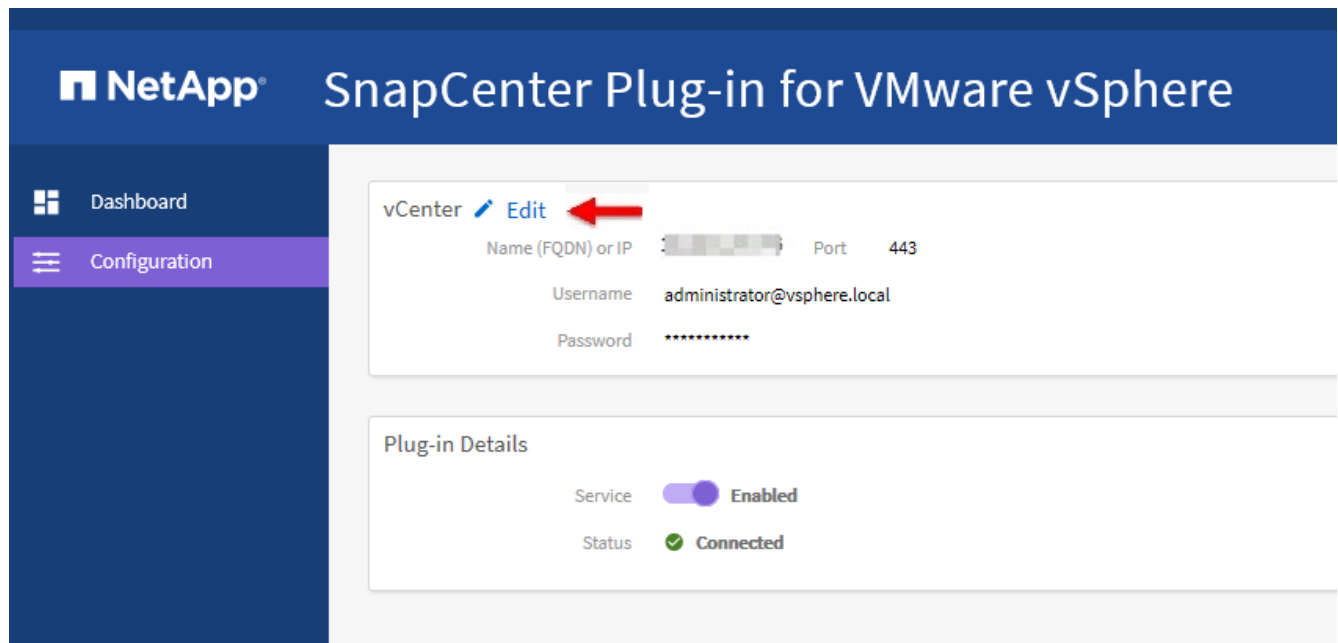 NetApp® SnapCenter Plug-in for VMware vSphere
Dashboard
Configuration
vCenter Edit
Name (FQDN) or IP Port 443
Username administrator@vsphere.local
Password ***********
Plug-in Details
Service Enabled
Status Connected